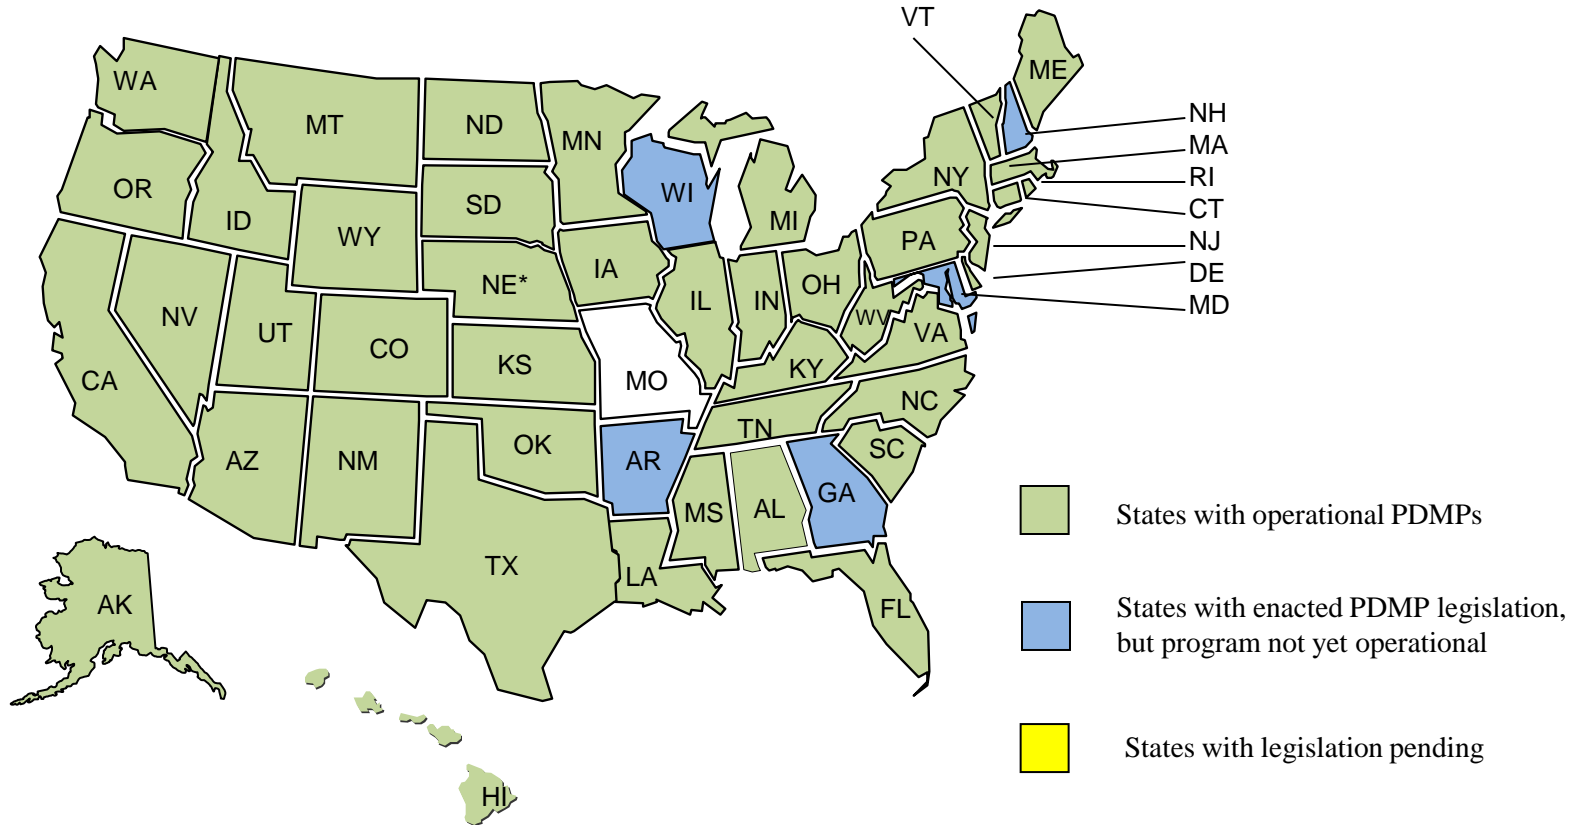 VT
ME
WA
NH
MT
ND
MN
MA
OR
WI
NY
RI
ID
SD
MI
CT
WY
PA
NJ
IA
DE
NE*
OH
IL
IN
MD
NV
WV
UT
CO
VA
KS
KY
CA
MO
NC
TN
OK
SC
AZ
NM
AR
GA
MS
AL
States with operational PDMPs
TX
LA
AK
FL
States with enacted PDMP legislation,
but program not yet operational
States with legislation pending
HI